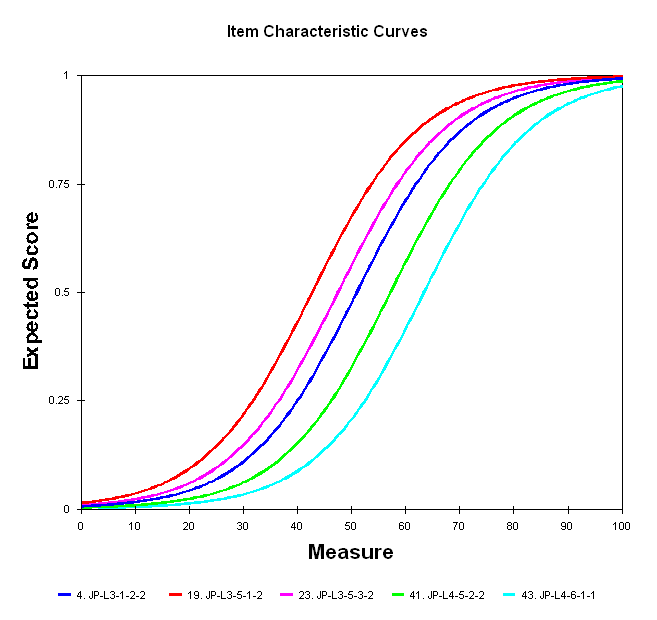 Item Characteristic Curves
1
0.75
0.5
0.25
0
Expected Score
0 10 20 30 40 50 60 70 80 90 100
Measure
4. JP-L3-1-2-2 19. JP-L3-5-1-2 23. JP-L3-5-3-2 41. JP-L4-5-2-2 43. JP-L4-6-1-1